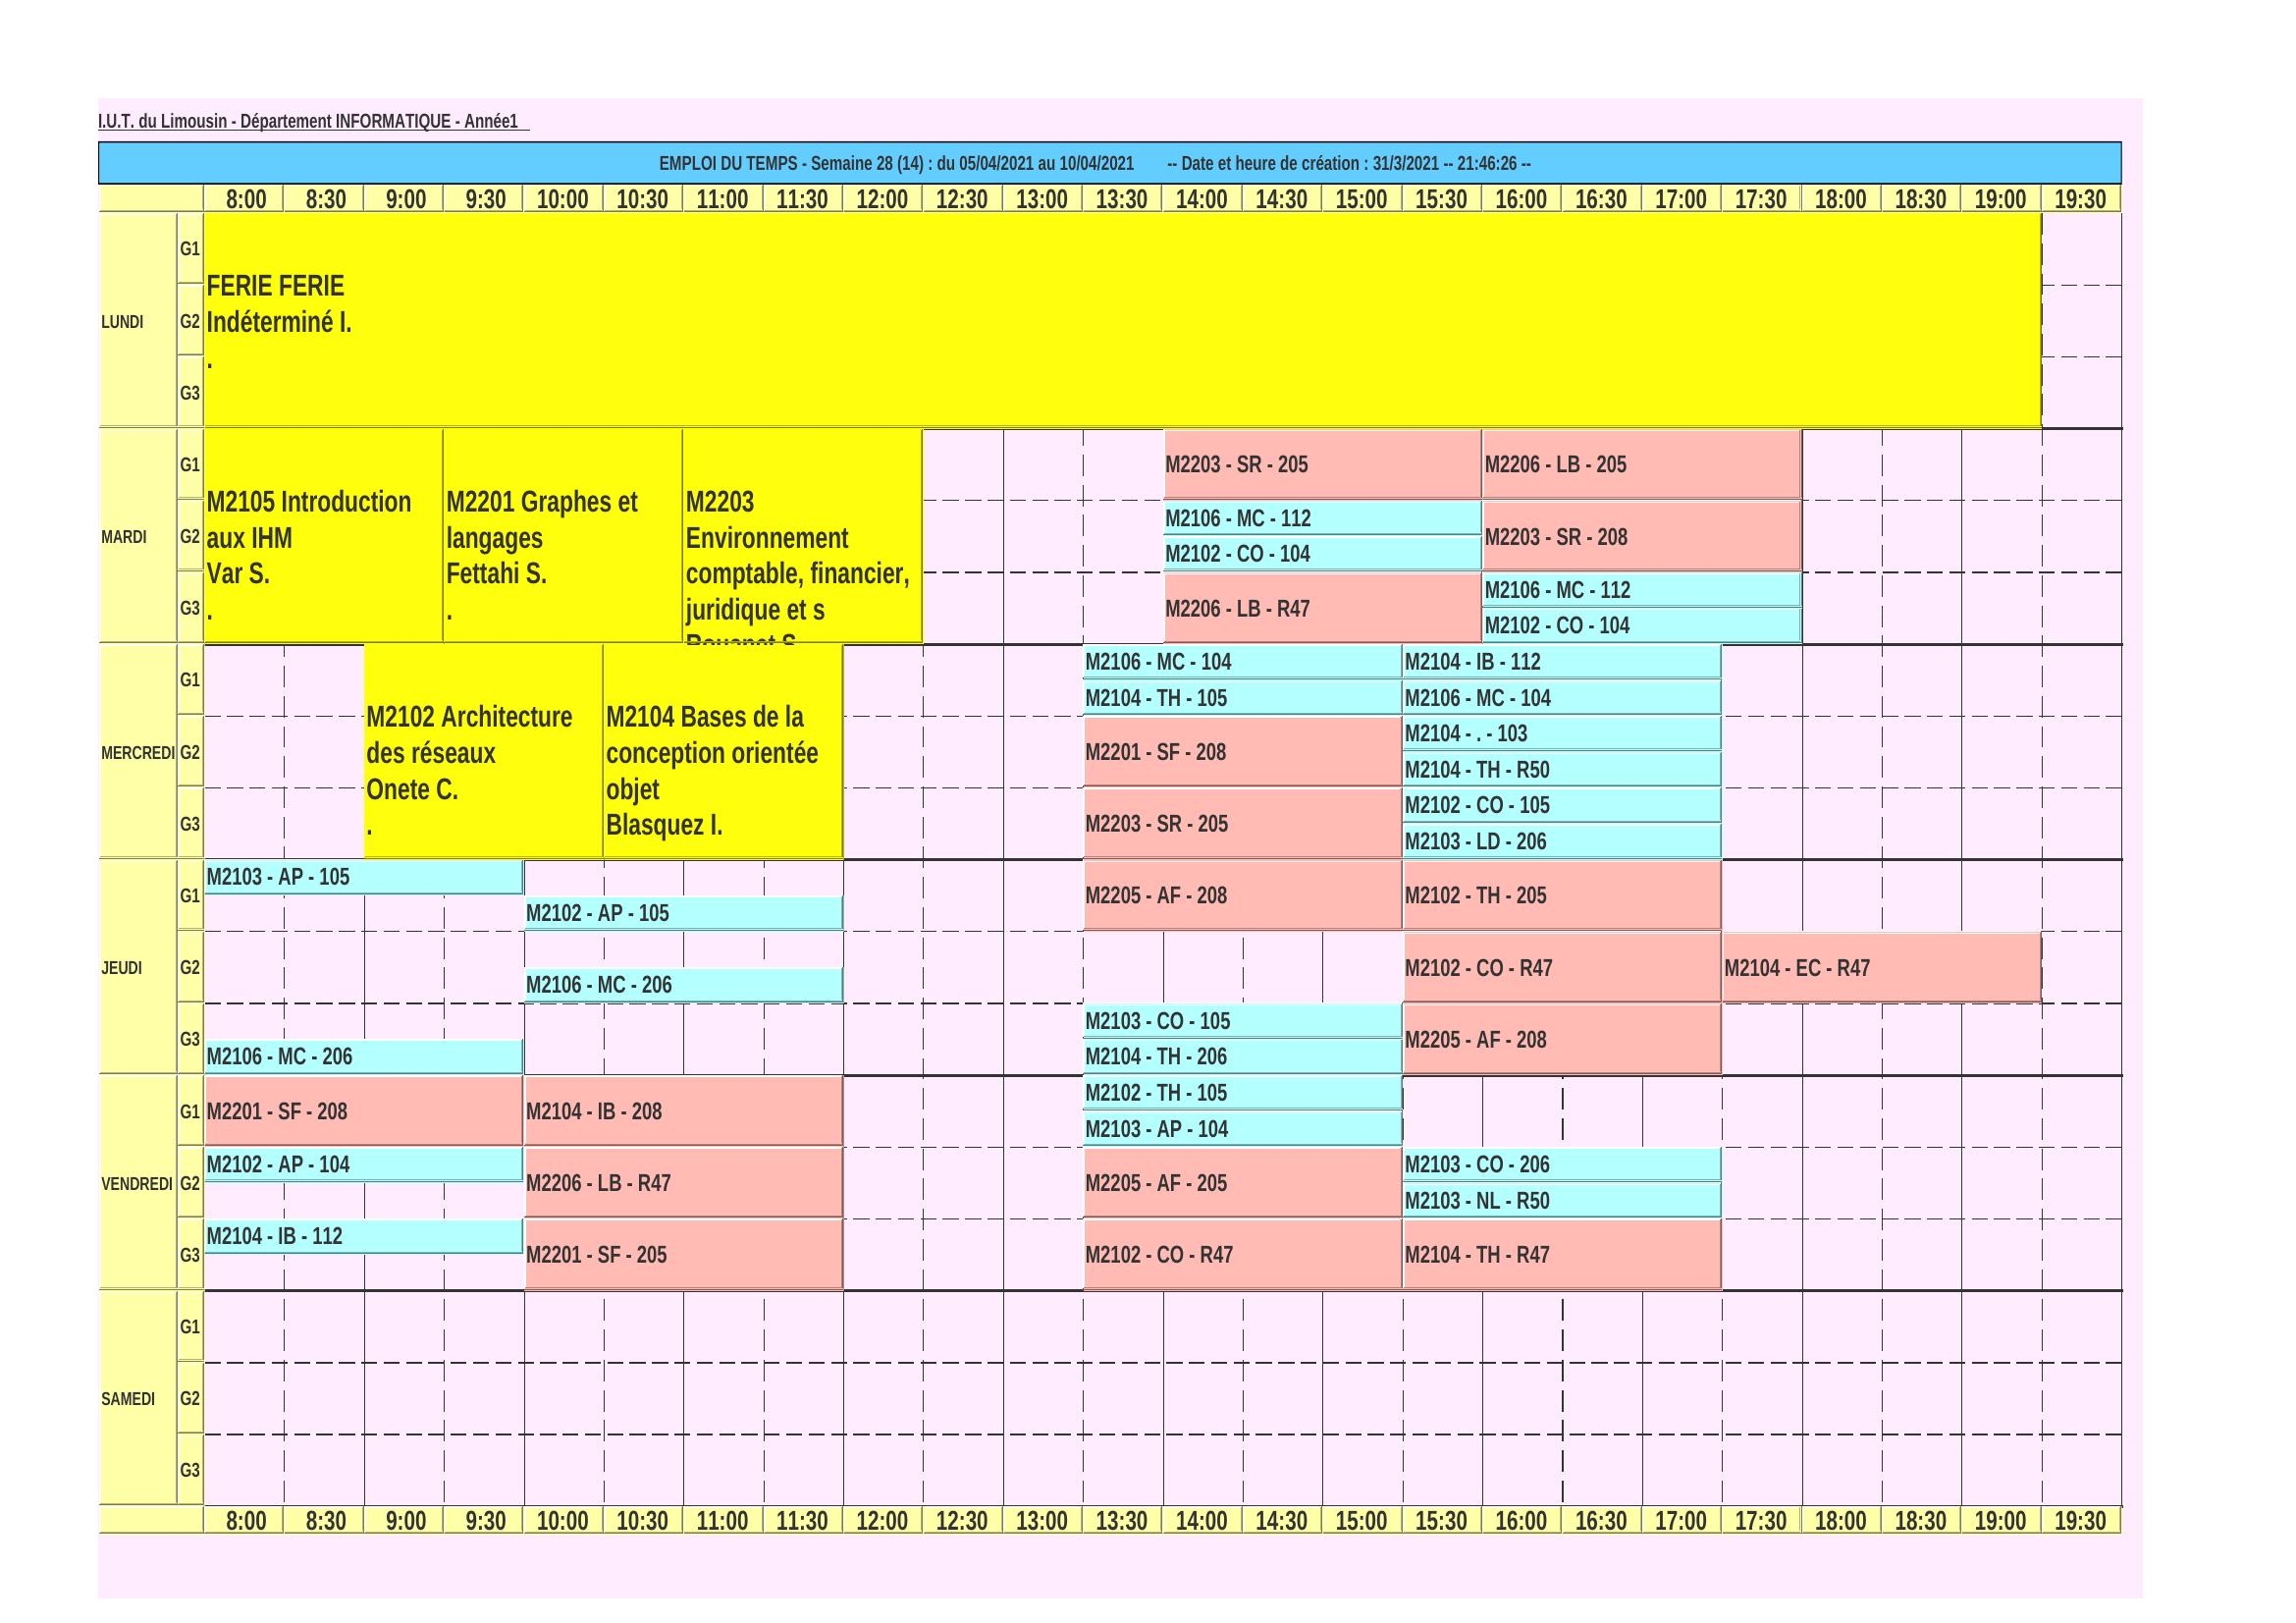 I.U.T. du Limousin - Département INFORMATIQUE - Année1
EMPLOI DU TEMPS - Semaine 28 (14) : du 05/04/2021 au 10/04/2021 -- Date et heure de création : 31/3/2021 -- 21:46:26 --
8:00 8:30 9:00 9:30 10:00 10:30 11:00 11:30 12:00 12:30 13:00 13:30 14:00 14:30 15:00 15:30 16:00 16:30 17:00 17:30 18:00 18:30 19:00 19:30
LUNDI
G1
G2
G3
FERIE FERIE
Indéterminé I.
.
MARDI
G1
G2
G3
M2105 Introduction
aux IHM
Var S.
.
M2201 Graphes et
langages
Fettahi S.
.
M2203
Environnement
comptable, financier,
juridique et s
M2203 - SR - 205
M2206 - LB - 205
M2106 - MC - 112
M2102 - CO - 104
M2203 - SR - 208
M2206 - LB - R47
M2106 - MC - 112
M2102 - CO - 104
MERCREDI
G1
G2
G3
M2102 Architecture
des réseaux
Onete C.
.
M2104 Bases de la
conception orientée
objet
Blasquez I.
M2106 - MC - 104
M2104 - IB - 112
M2104 - TH - 105
M2106 - MC - 104
M2201 - SF - 208
M2104 - . - 103
M2104 - TH - R50
M2203 - SR - 205
M2102 - CO - 105
M2103 - LD - 206
JEUDI
G1
G2
G3
M2103 - AP - 105
M2102 - AP - 105
M2205 - AF - 208
M2102 - TH - 205
M2106 - MC - 206
M2102 - CO - R47
M2104 - EC - R47
M2106 - MC - 206
M2103 - CO - 105
M2104 - TH - 206
M2205 - AF - 208
VENDREDI
G1
G2
G3
M2201 - SF - 208
M2104 - IB - 208
M2102 - TH - 105
M2103 - AP - 104
M2102 - AP - 104
M2206 - LB - R47
M2205 - AF - 205
M2103 - CO - 206
M2103 - NL - R50
M2104 - IB - 112
M2201 - SF - 205
M2102 - CO - R47
M2104 - TH - R47
SAMEDI
G1
G2
G3
8:00 8:30 9:00 9:30 10:00 10:30 11:00 11:30 12:00 12:30 13:00 13:30 14:00 14:30 15:00 15:30 16:00 16:30 17:00 17:30 18:00 18:30 19:00 19:30